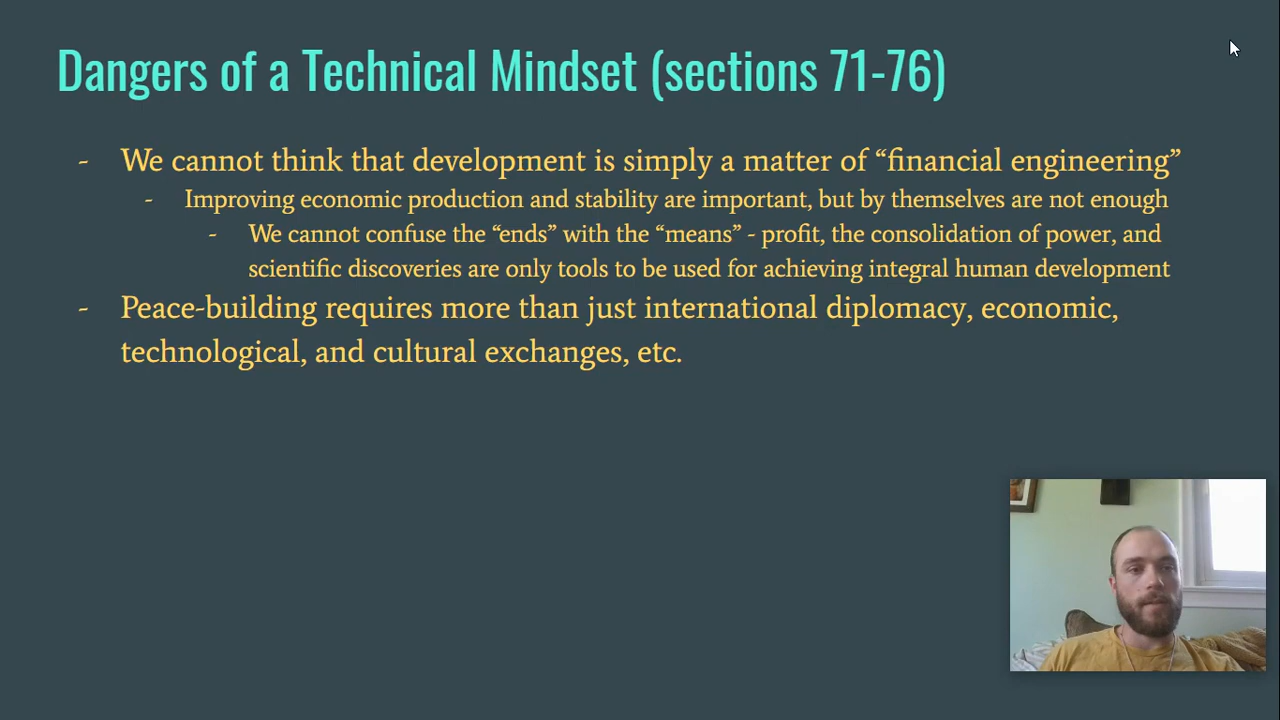 Dangers of a Technical Mindset (sections 71-76)
- We cannot think that development is simply a matter of “financial engineering”
- Improving economic production and stability are important, but by themselves are not enough
- We cannot confuse the “ends” with the “means” - profit, the consolidation of power, and
scientific discoveries are only tools to be used for achieving integral human development
- Peace-building requires more than just international diplomacy, economic,
technological, and cultural exchanges, etc.